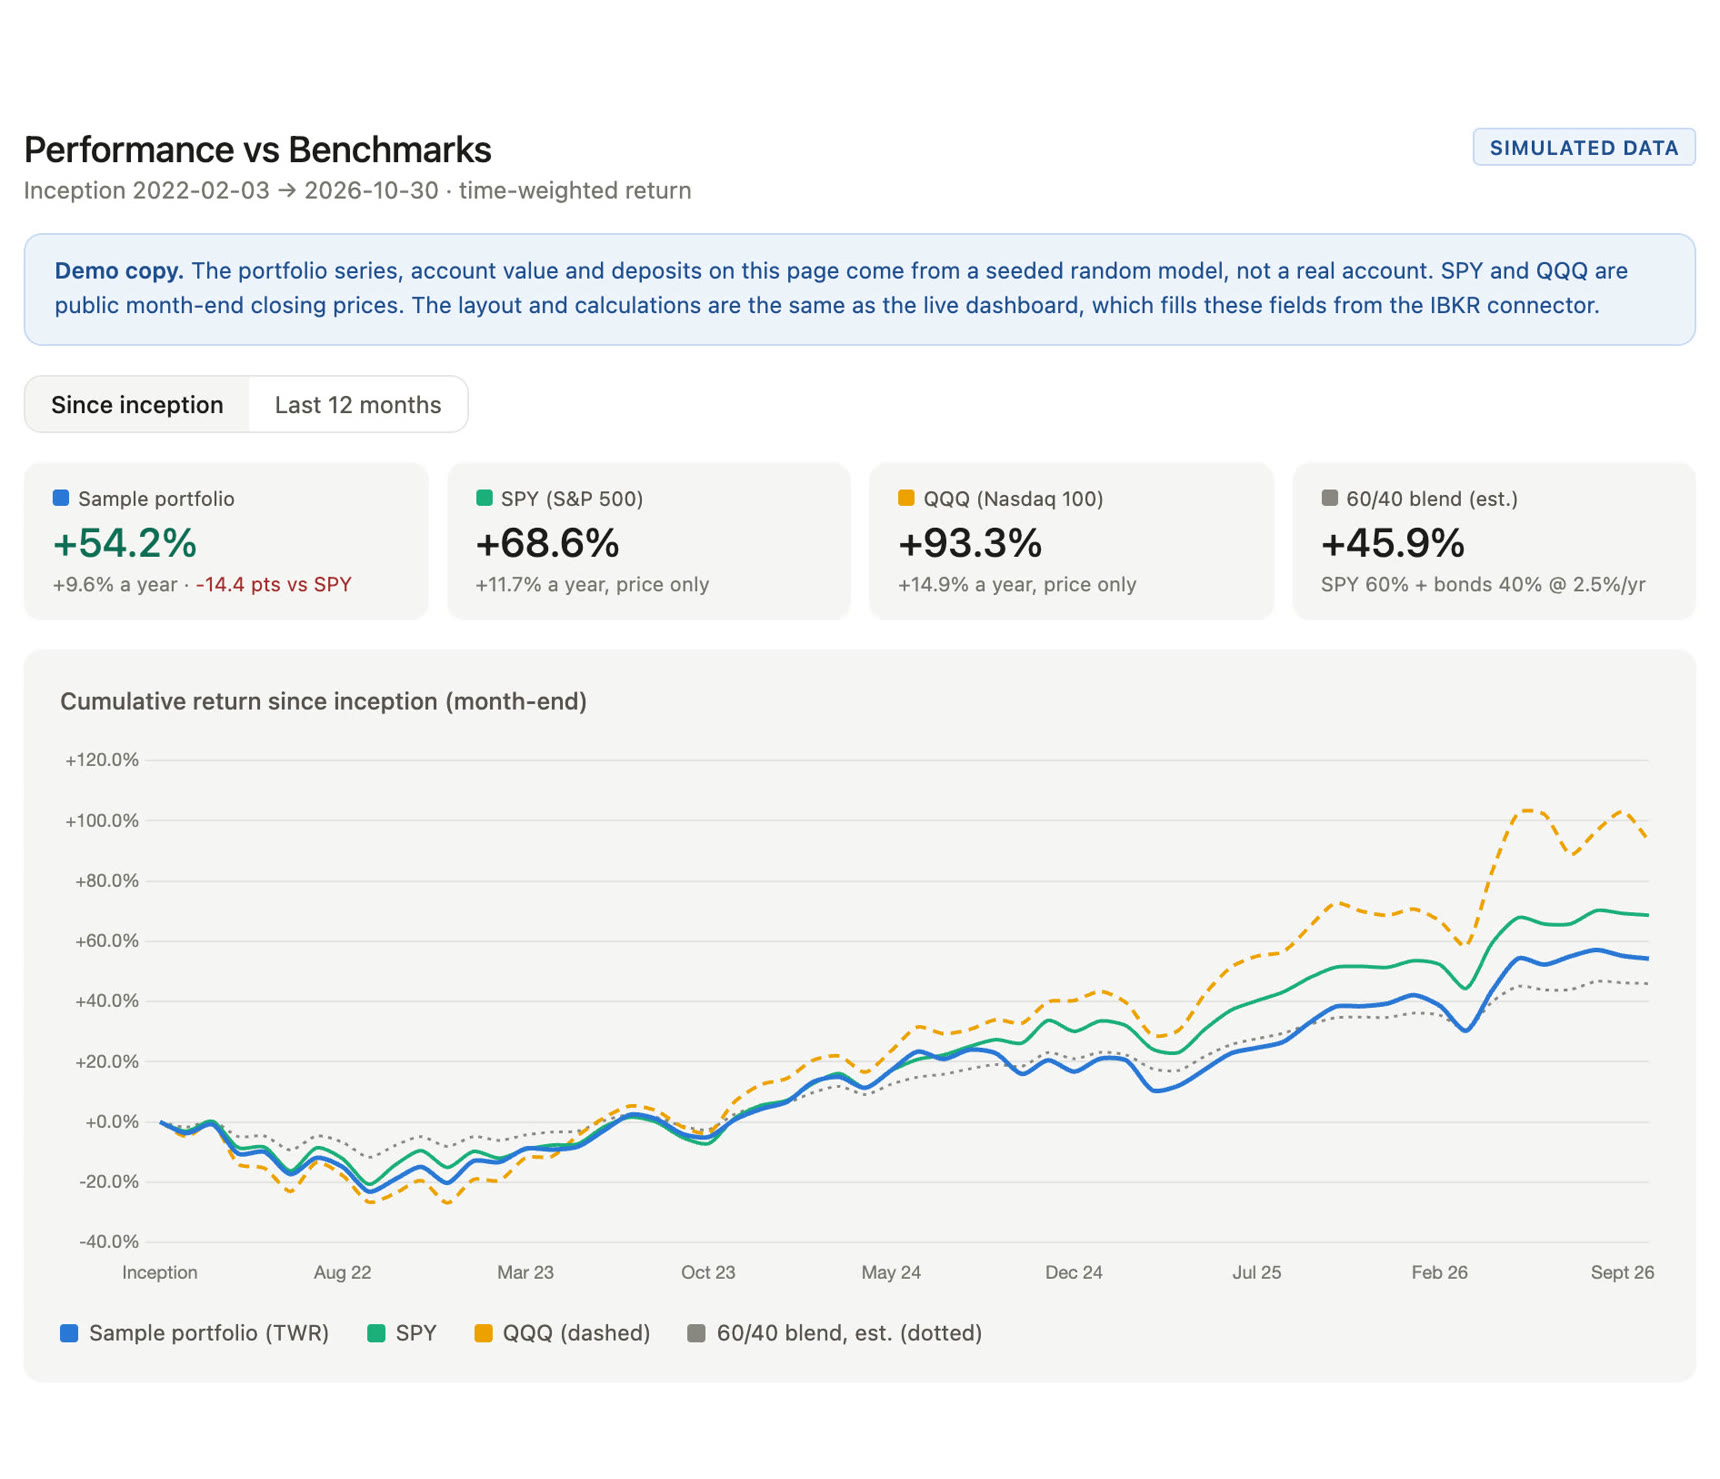 Performance vs Benchmarks
SIMULATED DATA
Inception 2022-02-03 → 2026-10-30 · time-weighted return
Demo copy. The portfolio series, account value and deposits on this page come from a seeded random model, not a real account. SPY and QQQ are
public month-end closing prices. The layout and calculations are the same as the live dashboard, which fills these fields from the IBKR connector.
Since inception
Last 12 months
Sample portfolio
+54.2%
+9.6% a year · -14.4 pts vs SPY
SPY (S&P 500)
+68.6%
+11.7% a year, price only
QQQ (Nasdaq 100)
+93.3%
+14.9% a year, price only
60/40 blend (est.)
+45.9%
SPY 60% + bonds 40% @ 2.5%/yr
Cumulative return since inception (month-end)
+120.0%
+100.0%
+80.0%
+60.0%
+40.0%
+20.0%
+0.0%
-20.0%
-40.0%
Inception
Aug 22
Mar 23
Oct 23
May 24
Dec 24
Jul 25
Feb 26
Sept 26
Sample portfolio (TWR)
SPY
QQQ (dashed)
60/40 blend, est. (dotted)